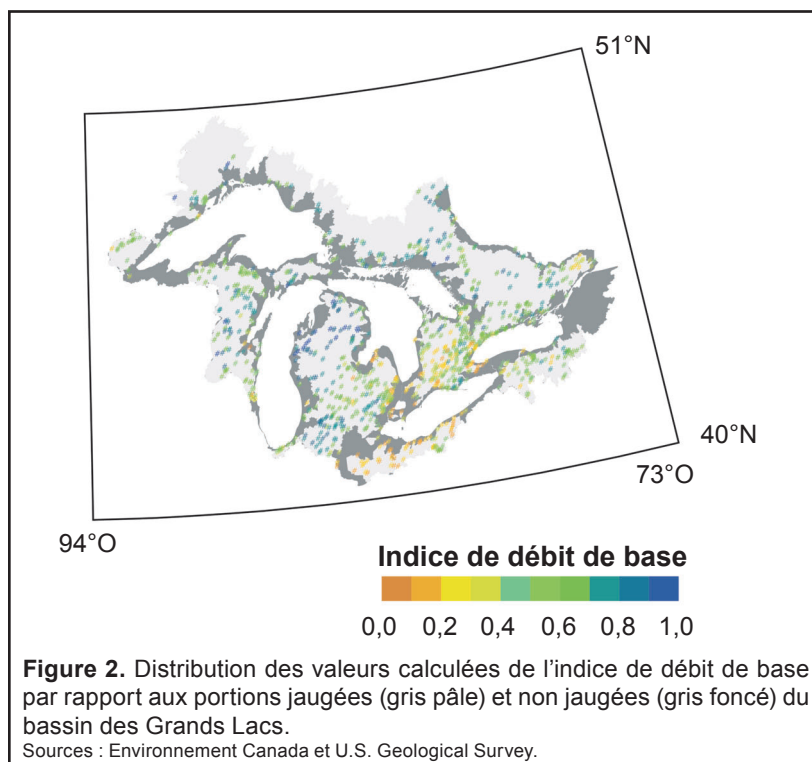 51°N
40°N
73°O
94°O
Indice de débit de base
0,0 0,2 0,4 0,6 0,8 1,0
Figure 2. Distribution des valeurs calculées de l'indice de débit de base
par rapport aux portions jaugées (gris pâle) et non jaugées (gris foncé) du
bassin des Grands Lacs.
Sources : Environnement Canada et U.S. Geological Survey.